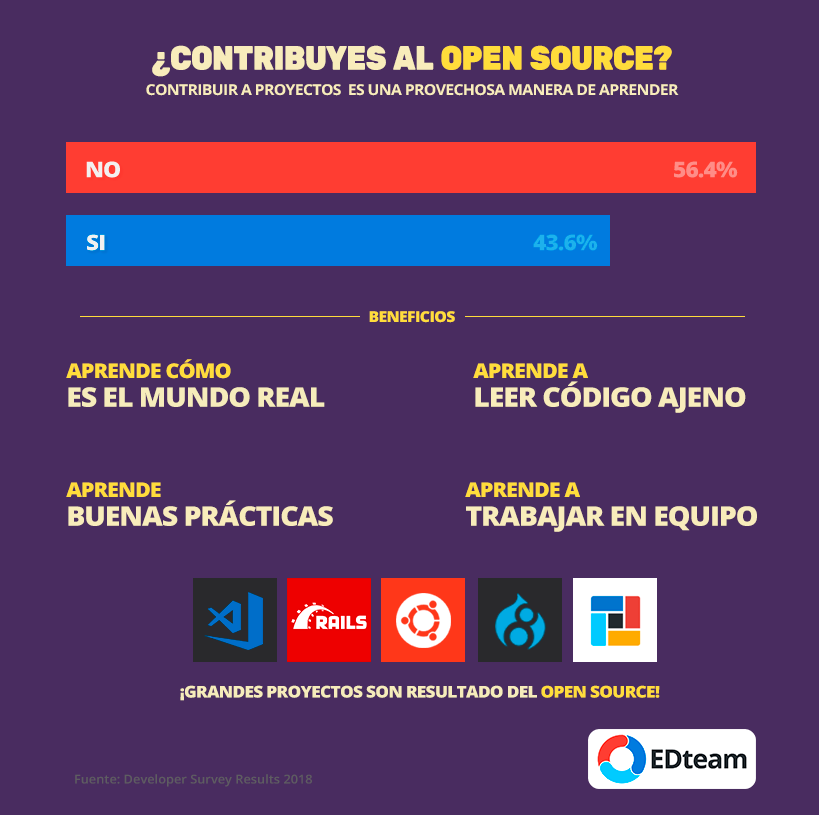 ¿CONTRIBUYES AL OPEN SOURCE?
CONTRIBUIR A PROYECTOS ES UNA PROVECHOSA MANERA DE APRENDER
NO 56.4%
SI 43.6%
BENEFICIOS
APRENDE CÓMO
ES EL MUNDO REAL
APRENDE A
LEER CÓDIGO AJENO
APRENDE
BUENAS PRÁCTICAS
APRENDE A
TRABAJAR EN EQUIPO
RAILS
¡GRANDES PROYECTOS SON RESULTADO DEL OPEN SOURCE!
EDteam
Fuente: Developer Survey Results 2018